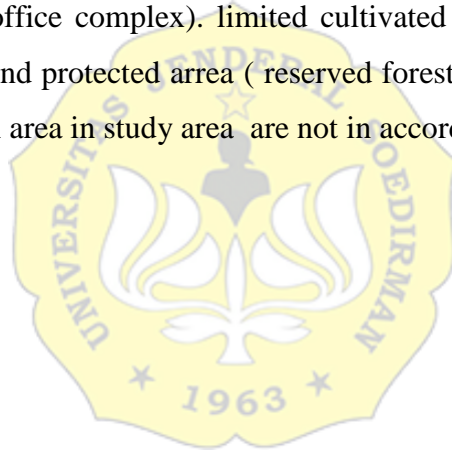 office complex). limited cultivated
nd protected arrea ( reserved forest
area in study area are not in accor
UNIVERSITAS JENDERAL SOEDIRMAN
1963